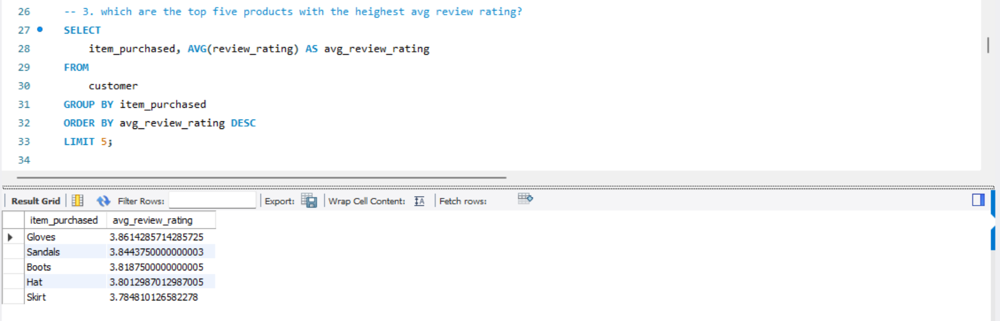 26 -- 3. which are the top five products with the heighest avg review rating?
27 SELECT
28 item_purchased, AVG(review_rating) AS avg_review_rating
29 FROM
30 customer
31 GROUP BY item_purchased
32 ORDER BY avg_review_rating DESC
33 LIMIT 5;
34
Result Grid Filter Rows: Export: Wrap Cell Content: IA Fetch rows:
item_purchased avg_review_rating
Gloves 3.8614285714285725
Sandals 3.8443750000000003
Boots 3.8187500000000005
Hat 3.8012987012987005
Skirt 3.784810126582278